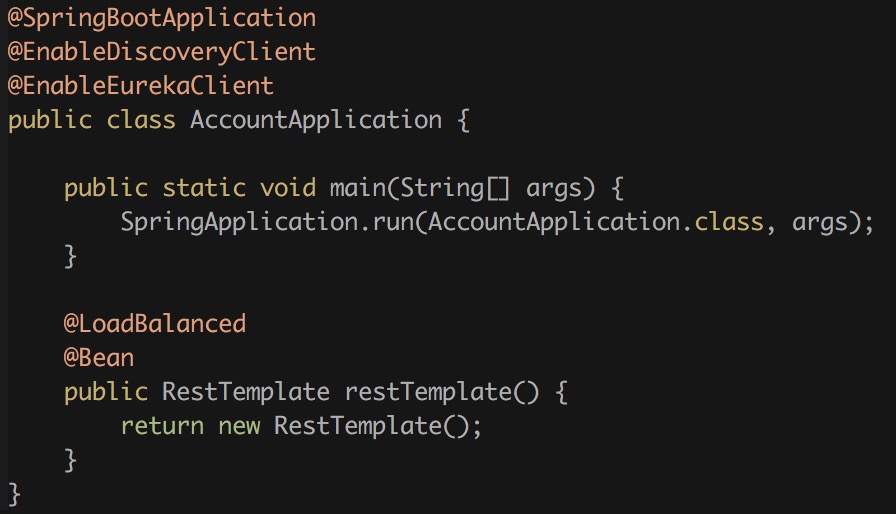 @SpringBootApplication
@EnableDiscoveryClient
@EnableEurekaClient
public class AccountApplication {
    public static void main(String[] args) {
        SpringApplication.run(AccountApplication.class, args);
    }
    @LoadBalanced
    @Bean
    public RestTemplate restTemplate() {
        return new RestTemplate();
    }
}